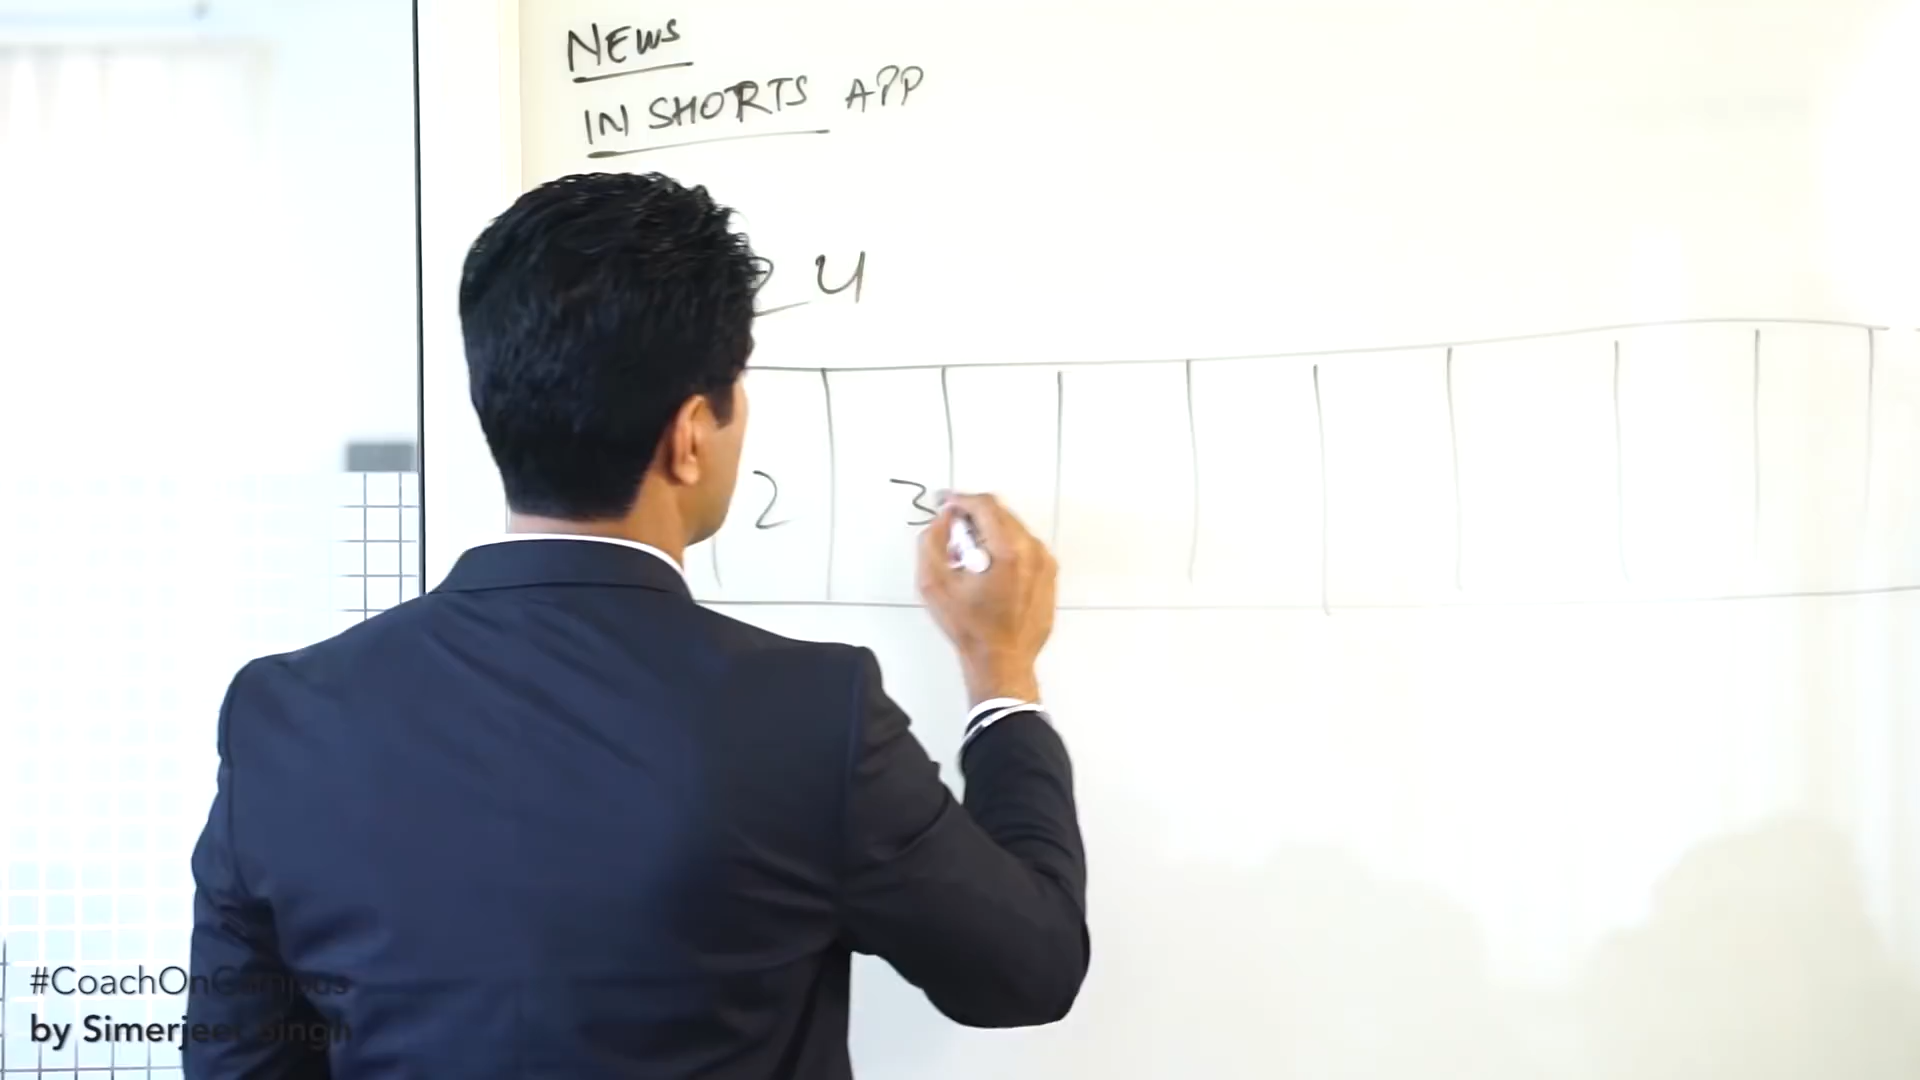 NEWS
IN SHORTS APP
4
2 3
#CoachOnCampus
by Simerjeet Singh